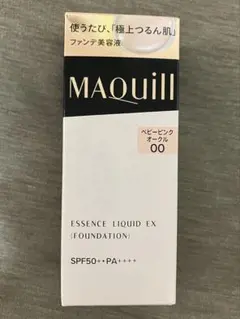 使うたび、「極上つるん肌」
ファンデ美容液
MAQuill
ベビーピンク
オークル
00
ESSENCE LIQUID EX
(FOUNDATION)
SPF50+・PA++++